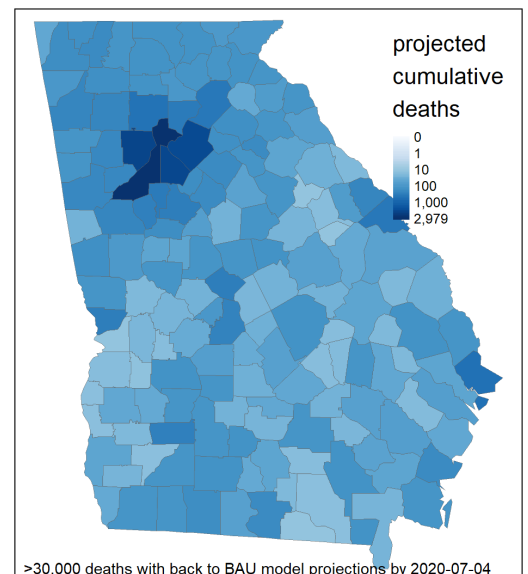 projected
cumulative
deaths
0
1
10
100
1,000
2,979
>30,000 deaths with back to BAU model projections by 2020-07-04